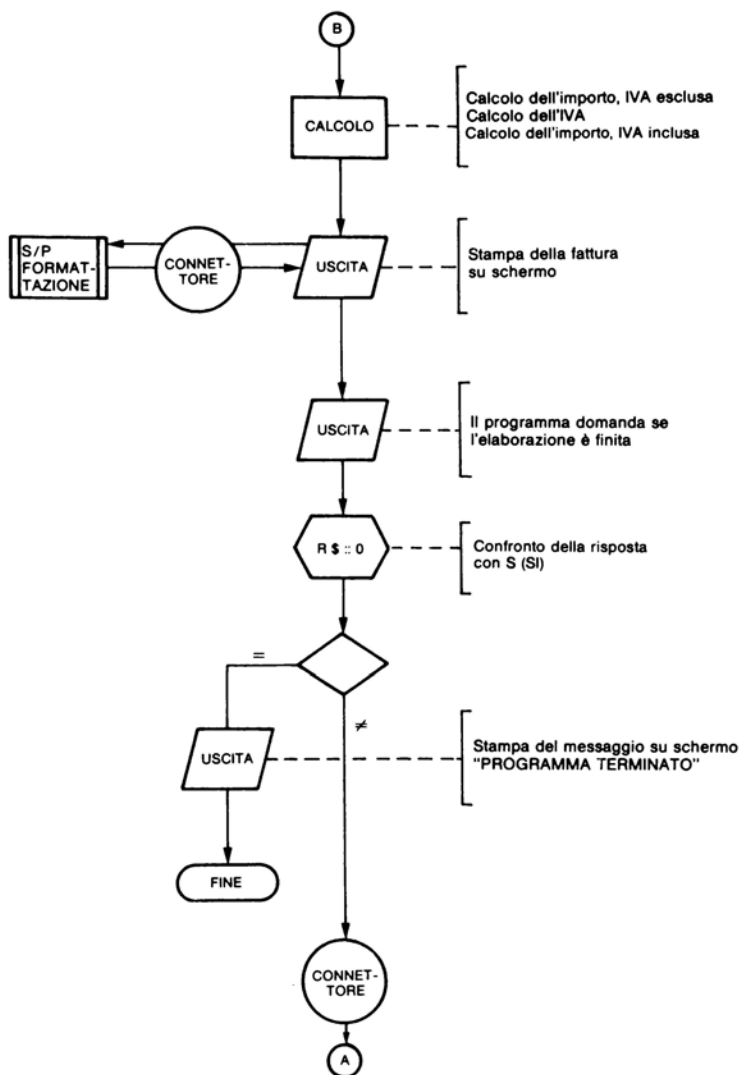 B
CALCOLO
Calcolo dell'importo, IVA esclusa
Calcolo dell'IVA
Calcolo dell'importo, IVA inclusa
S/P
FORMAT-
TAZIONE
CONNET-
TORE
USCITA
Stampa della fattura
su schermo
USCITA
Il programma domanda se
l'elaborazione è finita
R $ :: 0
Confronto della risposta
con S (SI)
=
≠
USCITA
Stampa del messaggio su schermo
"PROGRAMMA TERMINATO"
FINE
CONNET-
TORE
A